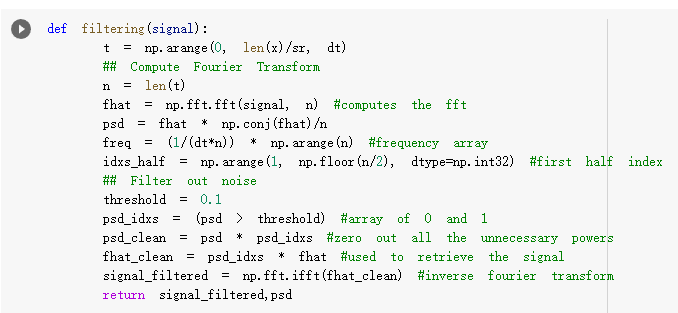 def filtering(signal):
t = np.arange(0, len(x)/sr, dt)
## Compute Fourier Transform
n = len(t)
fhat = np.fft.fft(signal, n) #computes the fft
psd = fhat * np.conj(fhat)/n
freq = (1/(dt*n)) * np.arange(n) #frequency array
idxs_half = np.arange(1, np.floor(n/2), dtype=np.int32) #first half index
## Filter out noise
threshold = 0.1
psd_idxs = (psd > threshold) #array of 0 and 1
psd_clean = psd * psd_idxs #zero out all the unnecessary powers
fhat_clean = psd_idxs * fhat #used to retrieve the signal
signal_filtered = np.fft.ifft(fhat_clean) #inverse fourier transform
return signal_filtered,psd